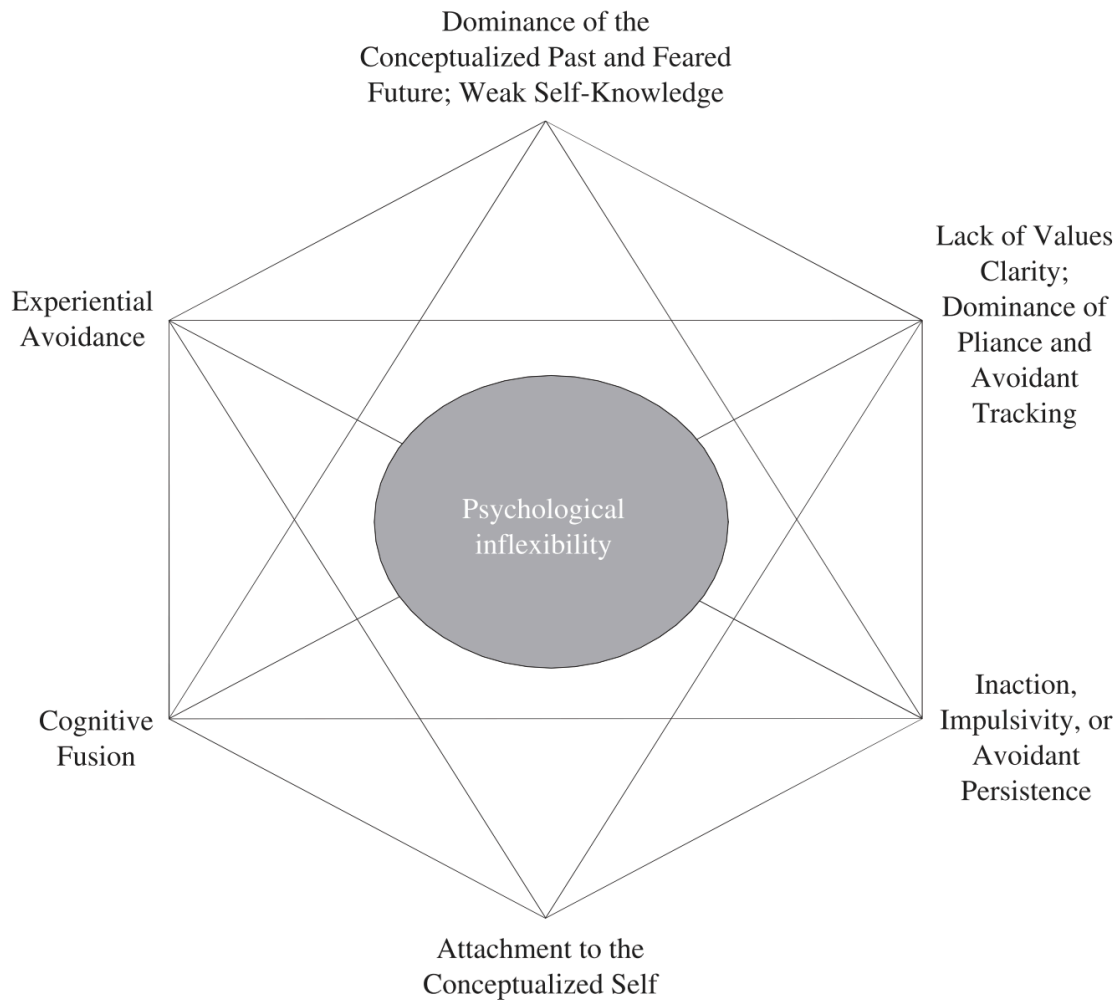 Dominance of the
Conceptualized Past and Feared
Future; Weak Self-Knowledge
Experiential
Avoidance
Lack of Values
Clarity;
Dominance of
Pliance and
Avoidant
Tracking
Psychological
inflexibility
Cognitive
Fusion
Inaction,
Impulsivity, or
Avoidant
Persistence
Attachment to the
Conceptualized Self